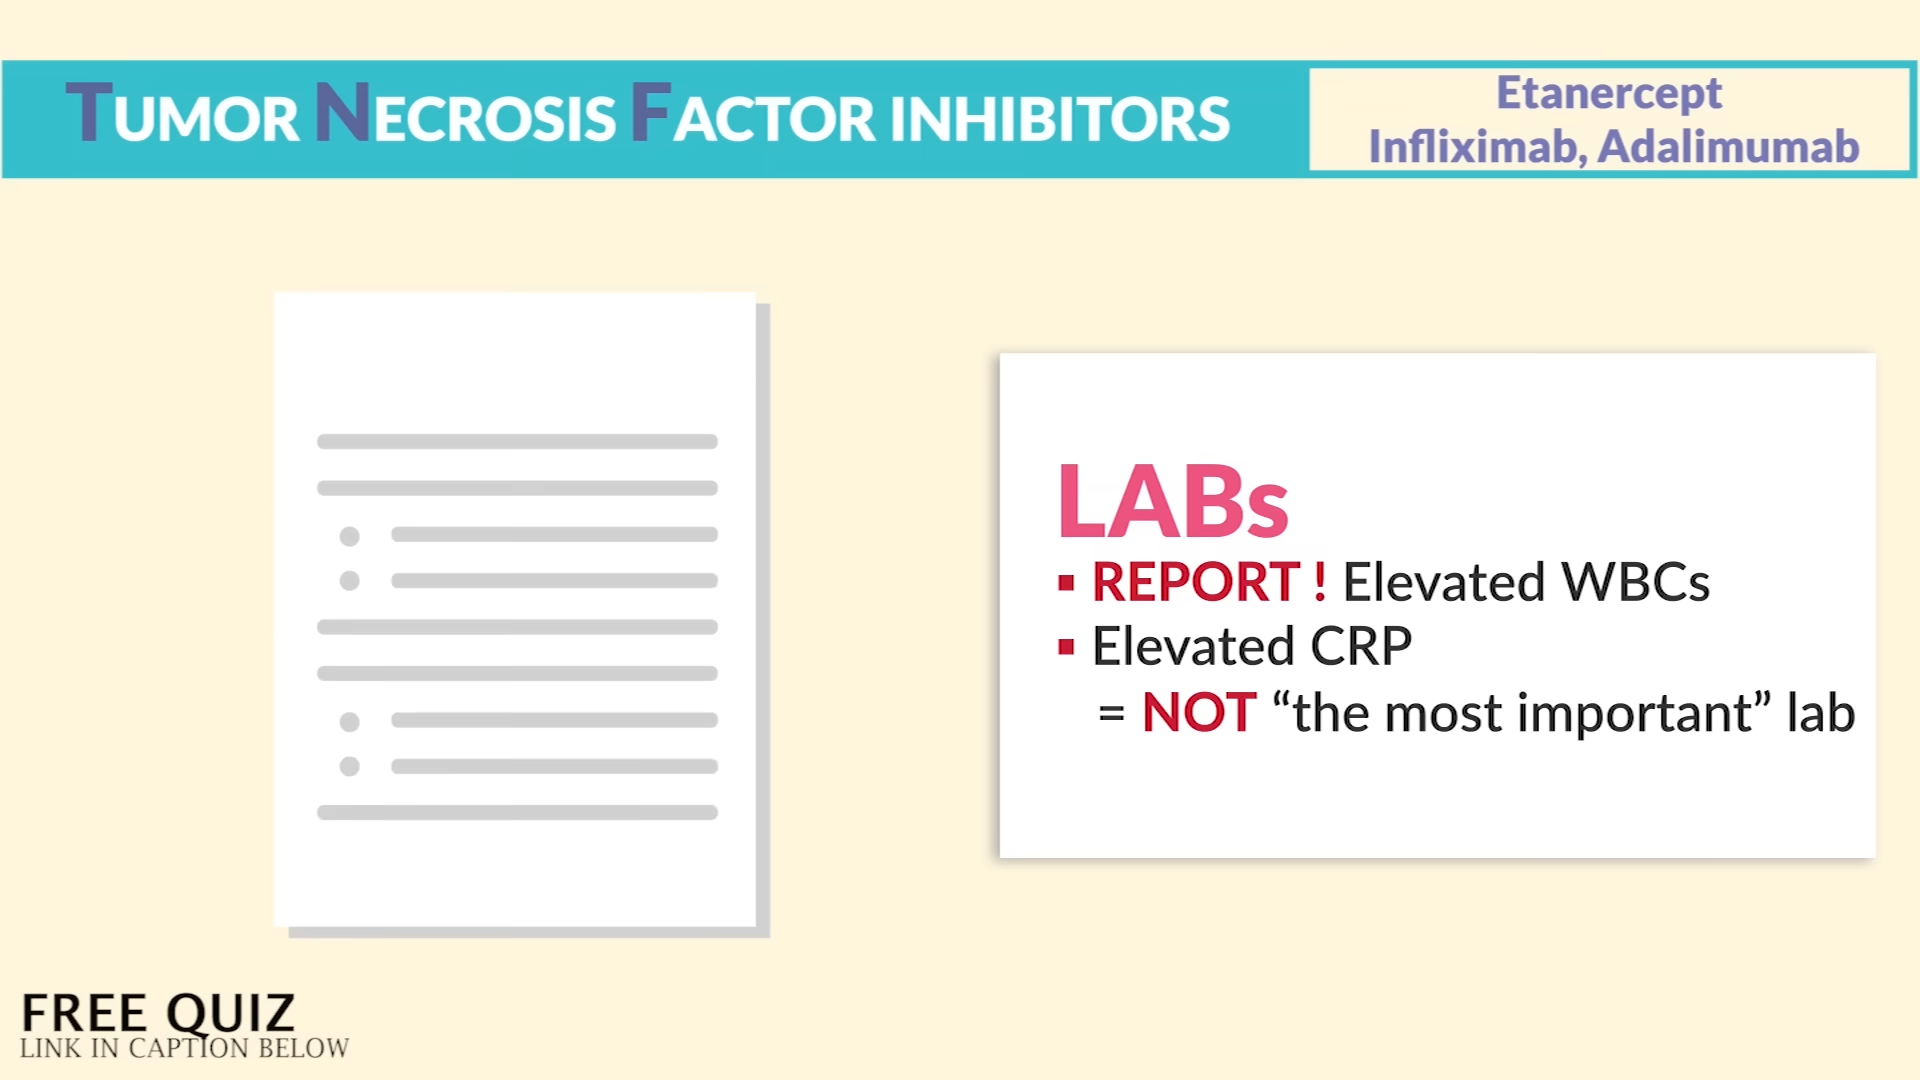 TUMOR NECROSIS FACTOR INHIBITORS
Etanercept
Infliximab, Adalimumab
LABs
▪ REPORT ! Elevated WBCs
▪ Elevated CRP
= NOT “the most important” lab
FREE QUIZ
LINK IN CAPTION BELOW